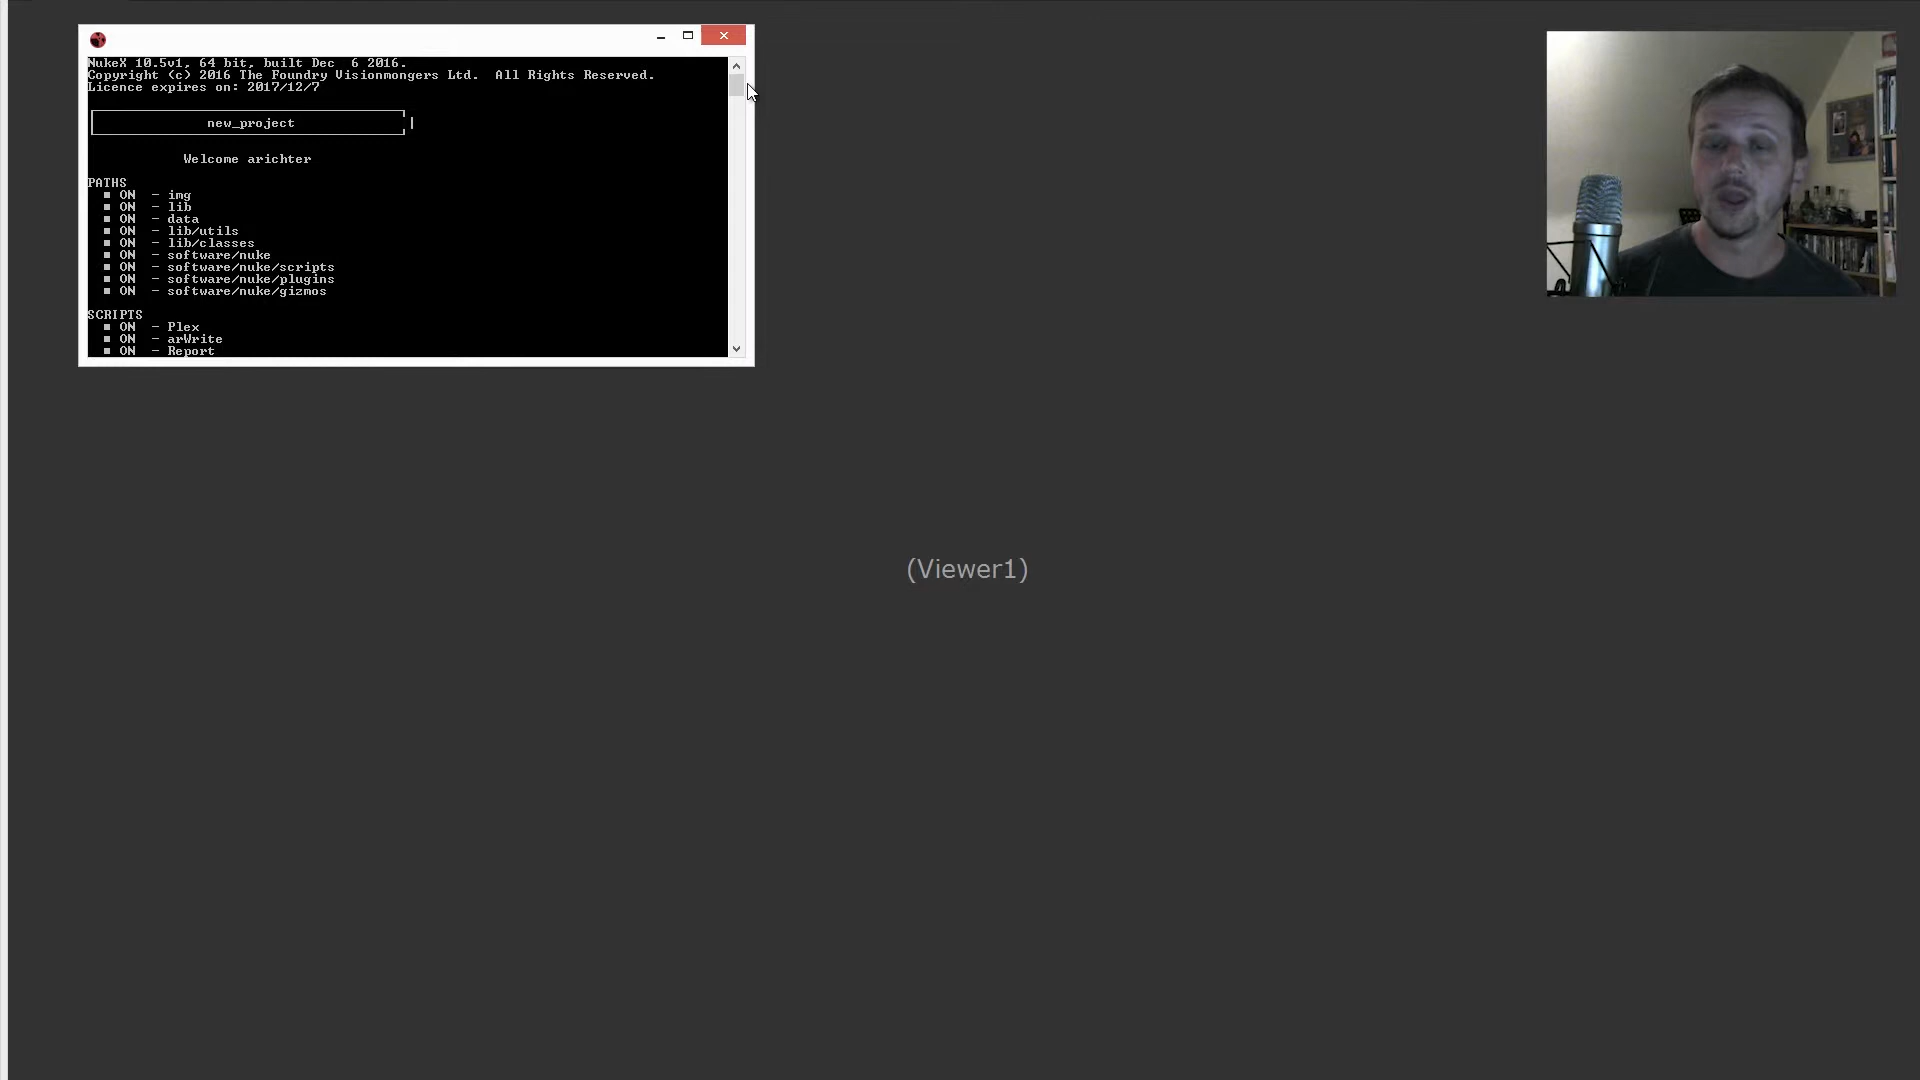 NukeX 10.5v1, 64 bit, built Dec  6 2016.
Copyright (c) 2016 The Foundry Visionmongers Ltd.  All Rights Reserved.
Licence expires on: 2017/12/7
new_project
Welcome arichter
PATHS
■ ON  - img
■ ON  - lib
■ ON  - data
■ ON  - lib/utils
■ ON  - lib/classes
■ ON  - software/nuke
■ ON  - software/nuke/scripts
■ ON  - software/nuke/plugins
■ ON  - software/nuke/gizmos
SCRIPTS
■ ON  - Plex
■ ON  - arWrite
■ ON  - Report
(Viewer1)